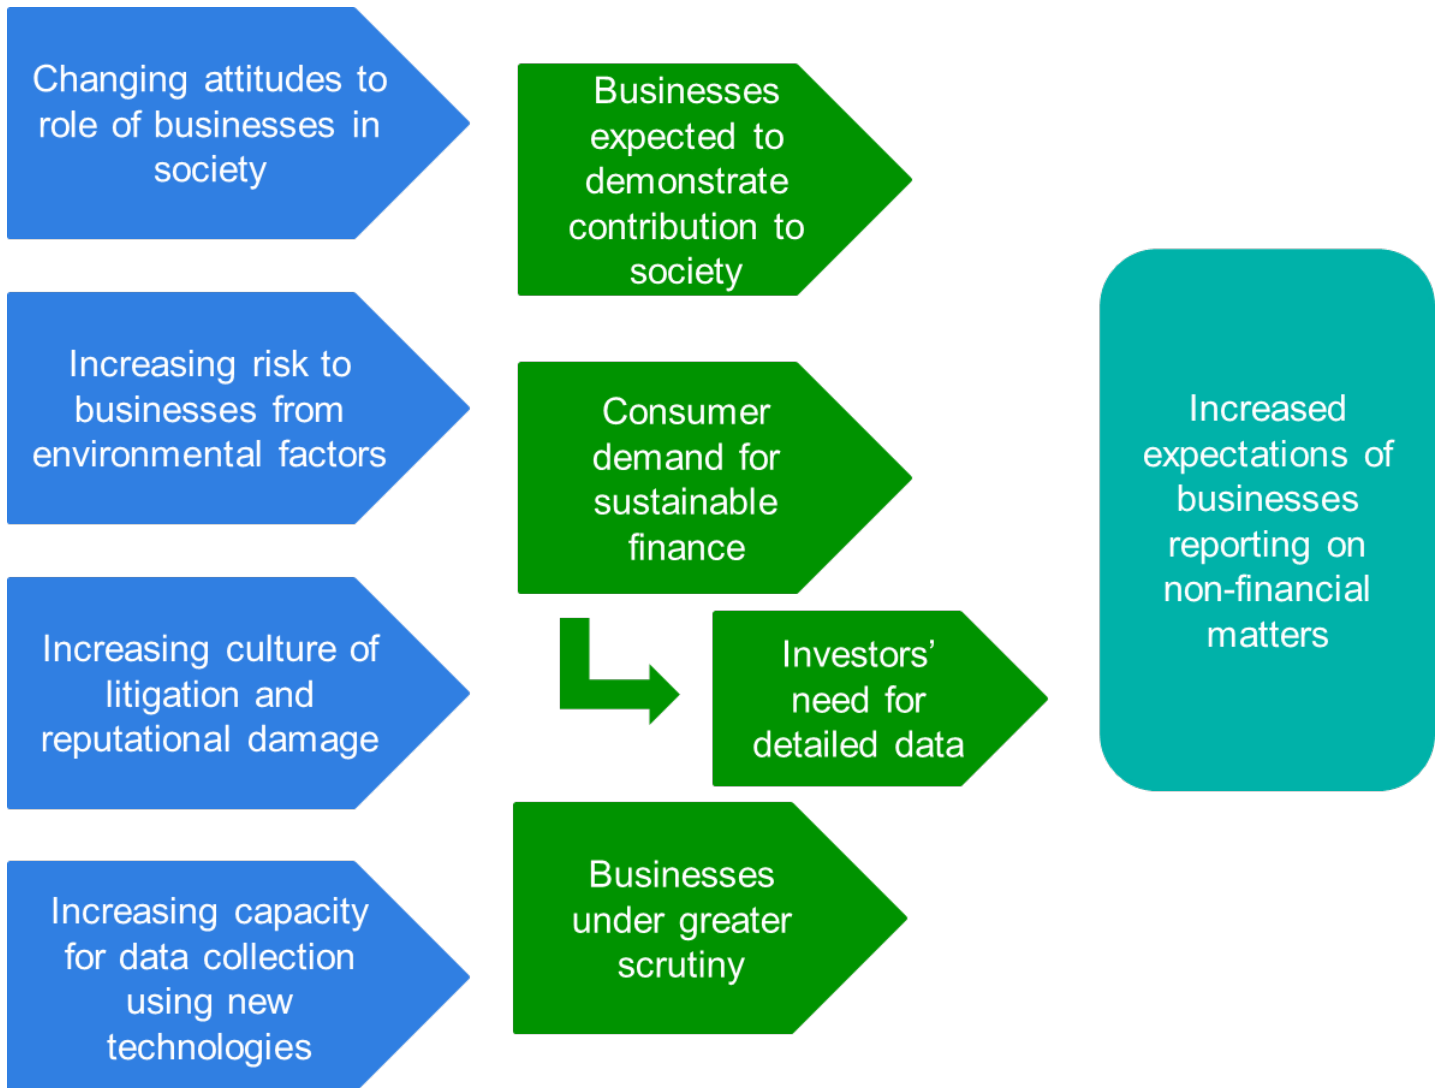 Changing attitudes to
role of businesses in
society
Increasing risk to
businesses from
environmental factors
Increasing culture of
litigation and
reputational damage
Increasing capacity
for data collection
using new
technologies
Businesses
expected to
demonstrate
contribution to
society
Consumer
demand for
sustainable
finance
Investors’
need for
detailed data
Businesses
under greater
scrutiny
Increased
expectations of
businesses
reporting on
non-financial
matters